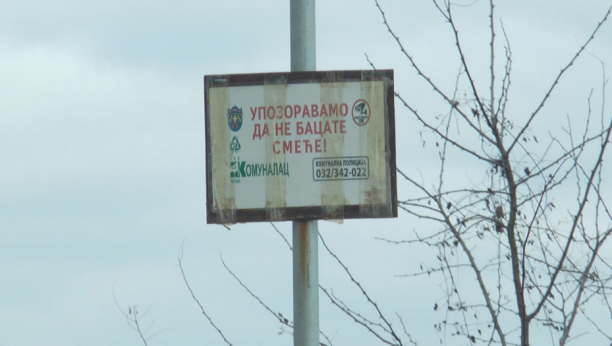 УПОЗОРАВАМО
ДА НЕ БАЦАТЕ
СМЕЋЕ!
КОМУНАЛАЦ
КОМУНАЛНА ПОЛИЦИЈА
032/342-022